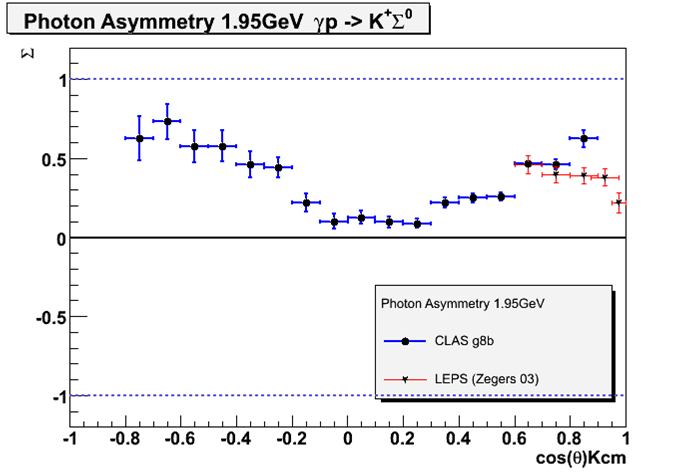 Photon Asymmetry 1.95GeV γp -> K⁺Σ⁰
Σ
1
0.5
0
-0.5
-1
Photon Asymmetry 1.95GeV
CLAS g8b
LEPS (Zegers 03)
-1 -0.8 -0.6 -0.4 -0.2 0 0.2 0.4 0.6 0.8 1
cos(θ)Kcm